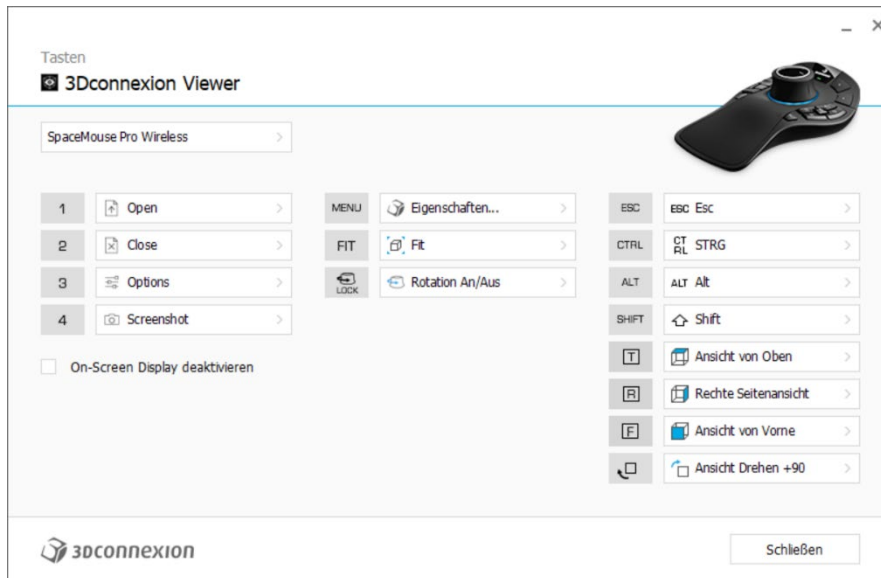 Tasten
3Dconnexion Viewer
SpaceMouse Pro Wireless
1 Open
2 Close
3 Options
4 Screenshot
On-Screen Display deaktivieren
MENU Eigenschaften...
FIT Fit
LOCK Rotation An/Aus
ESC ESC Esc
CTRL CTRL STRG
ALT ALT Alt
SHIFT Shift
T Ansicht von Oben
R Rechte Seitenansicht
F Ansicht von Vorne
Ansicht Drehen +90
3Dconnexion
Schließen